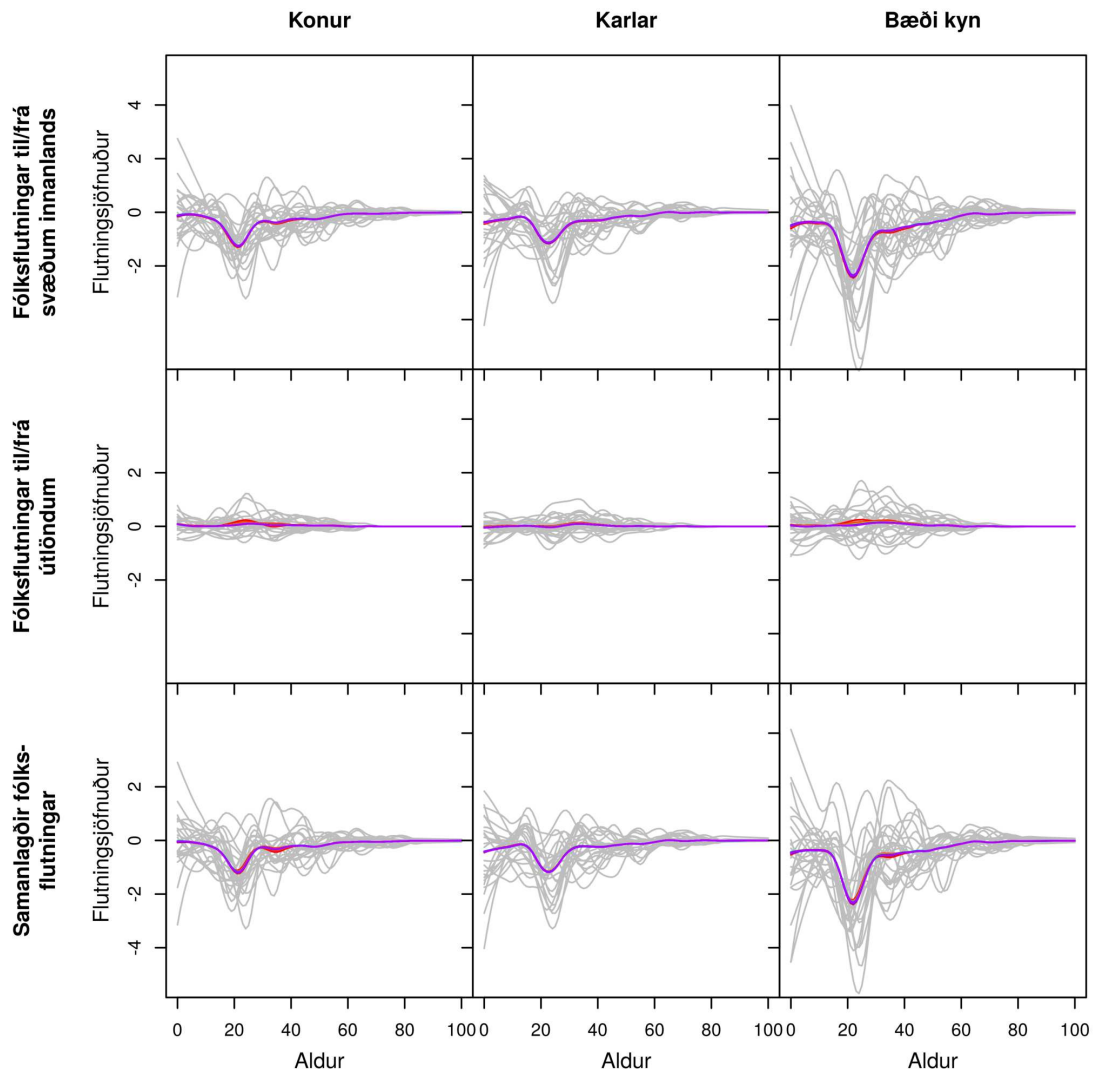 Konur
Karlar
Bæði kyn
Fólksflutningar til/frá
svæðum innanlands
Flutningsjöfnuður
4
2
0
-2
Fólksflutningar til/frá
útlöndum
Flutningsjöfnuður
2
0
-2
Samanlagðir fólks-
flutningar
Flutningsjöfnuður
2
0
-2
-4
0 20 40 60 80 100
0 20 40 60 80 100
0 20 40 60 80 100
Aldur
Aldur
Aldur